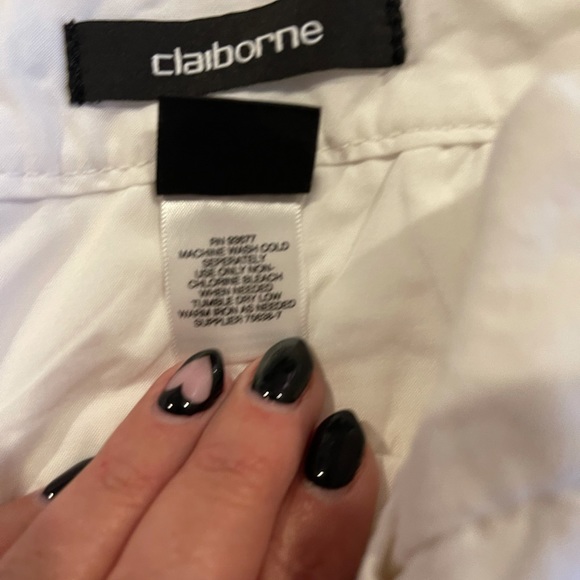 claiborne
RN 93677
MACHINE WASH COLD
SEPERATELY
USE ONLY NON-
CHLORINE BLEACH
WHEN NEEDED
TUMBLE DRY LOW
WARM IRON AS NEEDED
SUPPLIER 70638-7